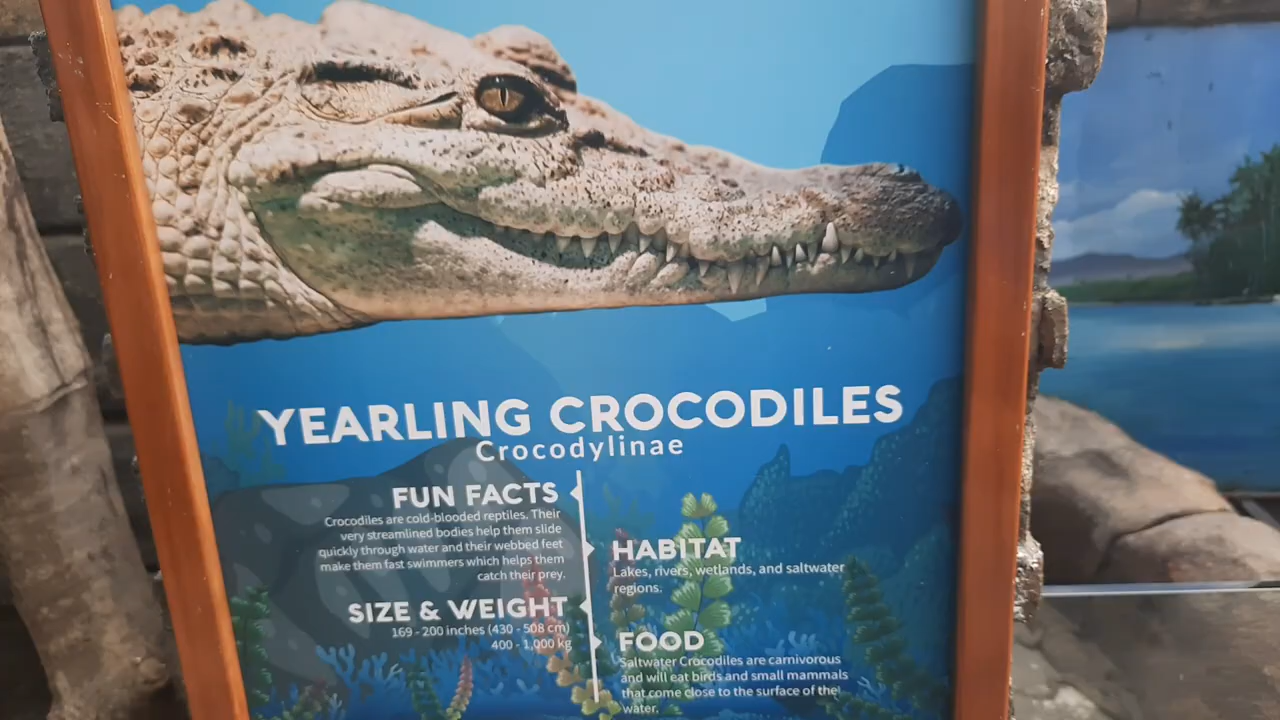 YEARLING CROCODILES
Crocodylinae
FUN FACTS
Crocodiles are cold-blooded reptiles. Their
very streamlined bodies help them slide
quickly through water and their webbed feet
make them fast swimmers which helps them
catch their prey.
SIZE & WEIGHT
169 - 200 inches (430 - 508 cm)
400 - 1,000 kg
HABITAT
Lakes, rivers, wetlands, and saltwater
regions.
FOOD
Saltwater Crocodiles are carnivorous
and will eat birds and small mammals
that come close to the surface of the
water.